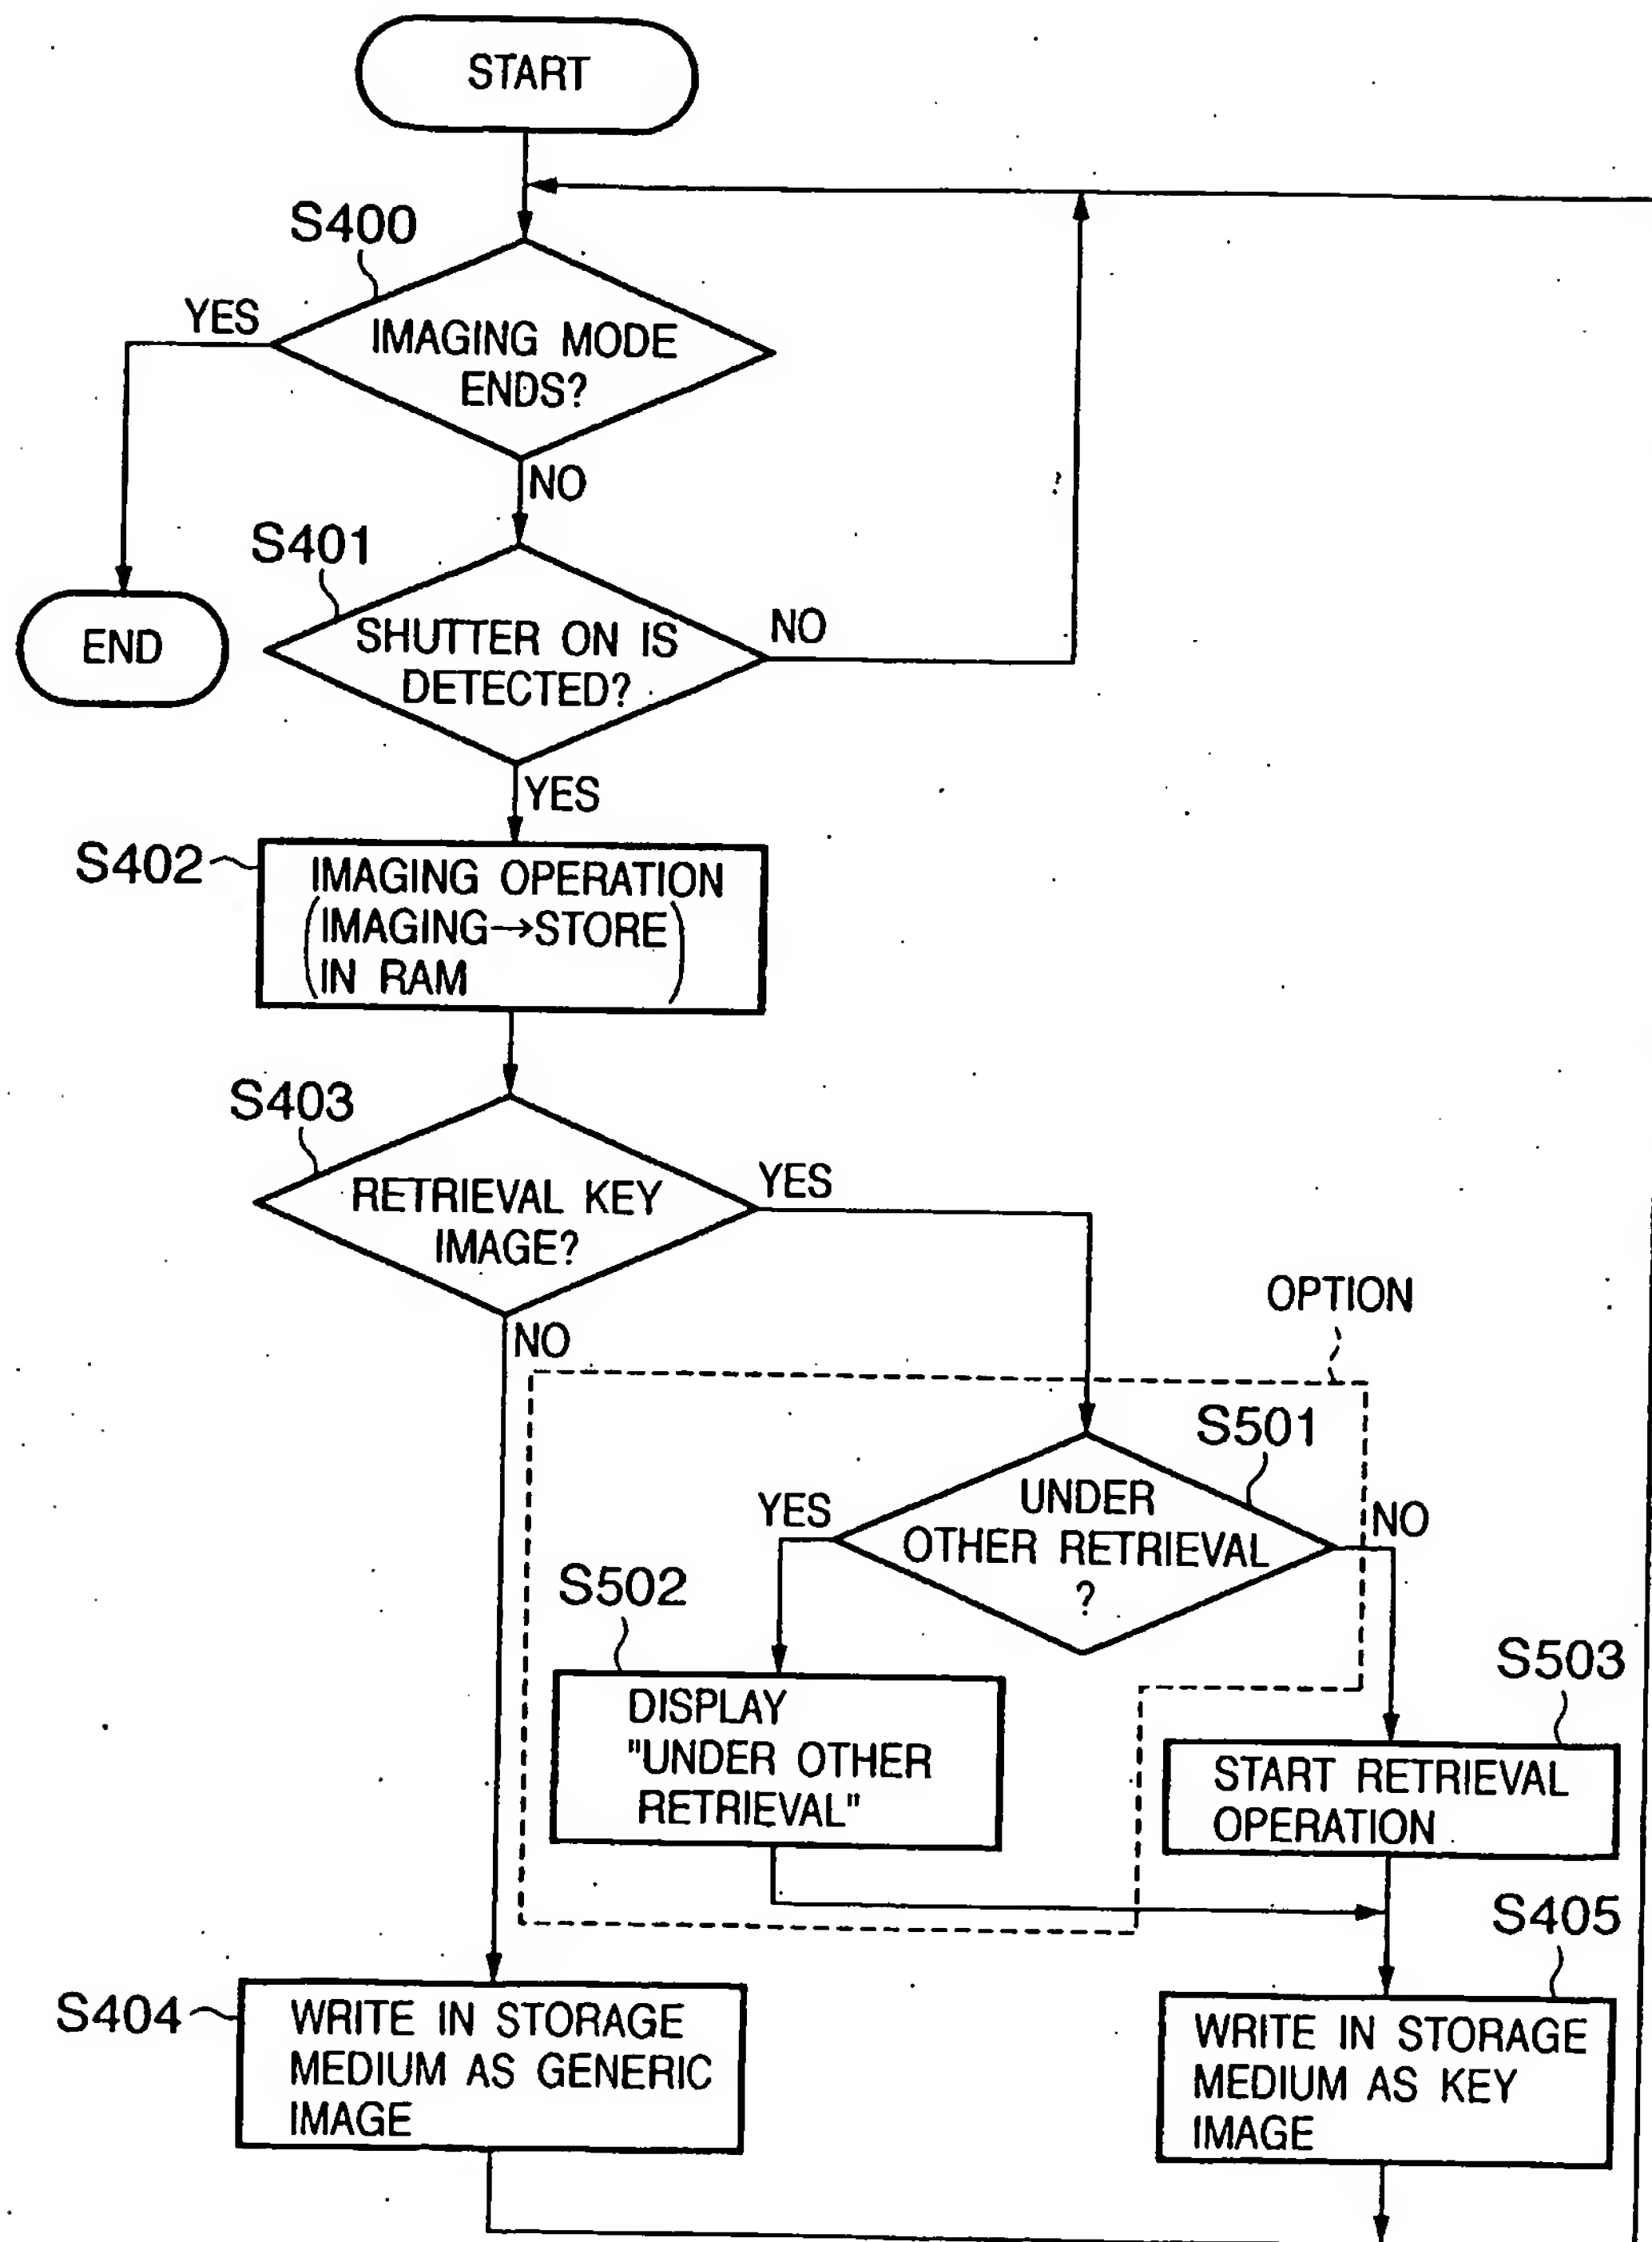 START
S400
YES
IMAGING MODE
ENDS?
NO
S401
END
SHUTTER ON IS
DETECTED?
NO
YES
S402
IMAGING OPERATION
(IMAGING→STORE
IN RAM)
S403
RETRIEVAL KEY
IMAGE?
YES
NO
OPTION
S501
UNDER
OTHER RETRIEVAL
?
YES
NO
S502
DISPLAY
"UNDER OTHER
RETRIEVAL"
S503
START RETRIEVAL
OPERATION
S405
S404
WRITE IN STORAGE
MEDIUM AS GENERIC
IMAGE
WRITE IN STORAGE
MEDIUM AS KEY
IMAGE